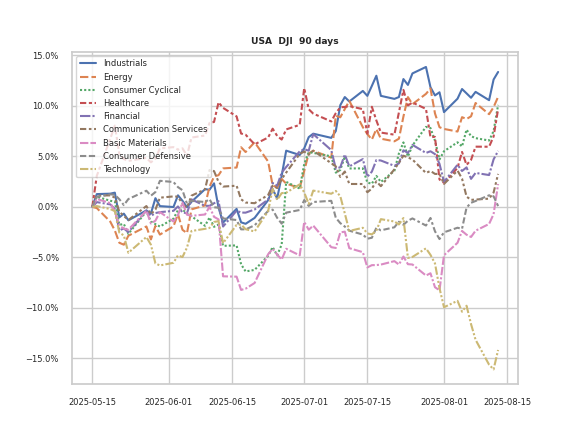 USA  DJI  90 days
15.0%
10.0%
5.0%
0.0%
−5.0%
−10.0%
−15.0%
Industrials
Energy
Consumer Cyclical
Healthcare
Financial
Communication Services
Basic Materials
Consumer Defensive
Technology
2025-05-15 2025-06-01 2025-06-15 2025-07-01 2025-07-15 2025-08-01 2025-08-15